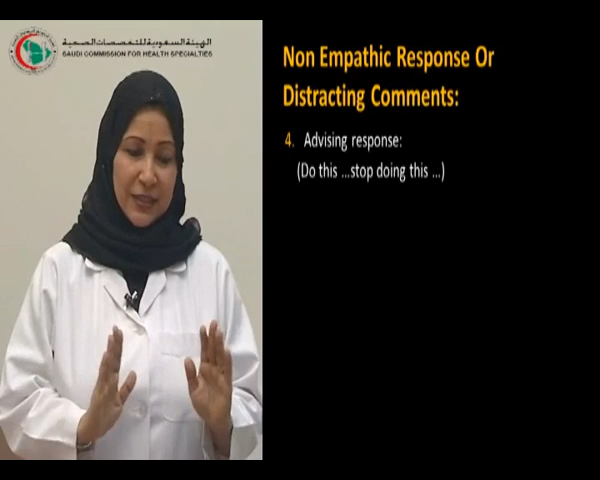 الهيئة السعودية للتخصصات الصحية
SAUDI COMMISSION FOR HEALTH SPECIALTIES
Non Empathic Response Or
Distracting Comments:
4. Advising response:
(Do this ...stop doing this ...)